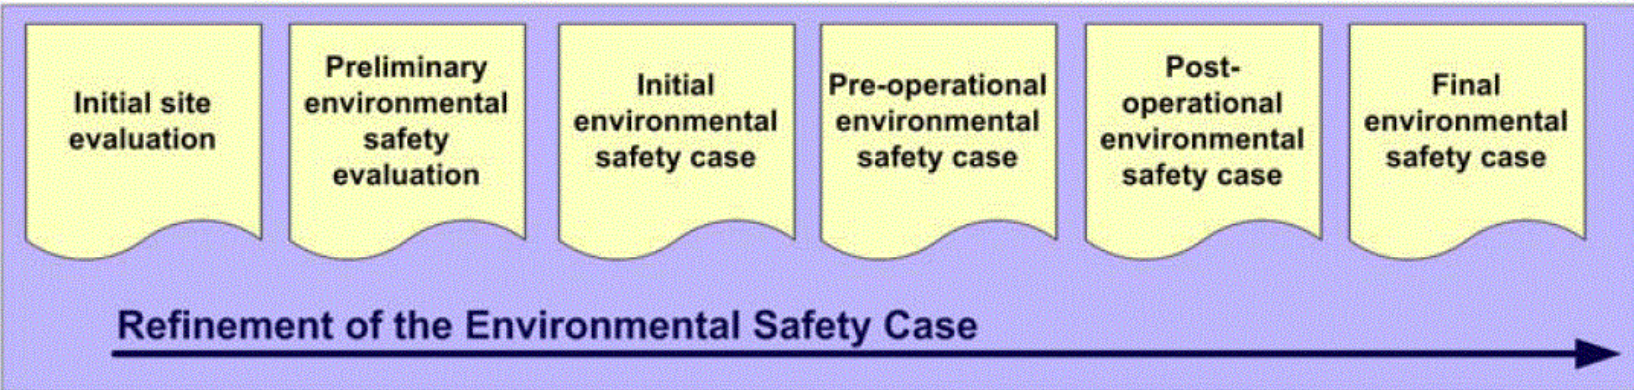 Initial site
evaluation
Preliminary
environmental
safety
evaluation
Initial
environmental
safety case
Pre-operational
environmental
safety case
Post-
operational
environmental
safety case
Final
environmental
safety case
Refinement of the Environmental Safety Case